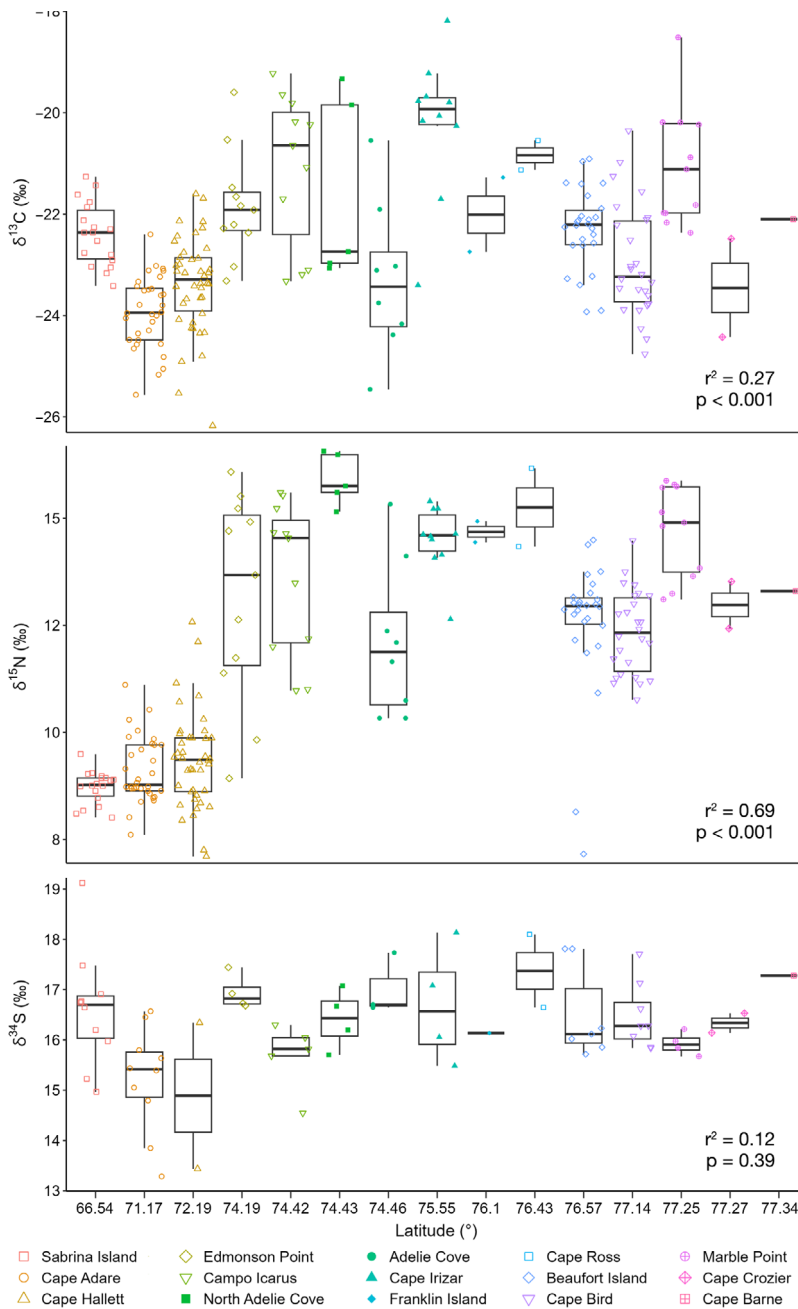 −18
−20
−22
−24
−26
δ13C (‰)
r² = 0.27
p < 0.001
15
12
10
8
δ15N (‰)
r² = 0.69
p < 0.001
19
18
17
16
15
14
13
δ34S (‰)
r² = 0.12
p = 0.39
66.54 71.17 72.19 74.19 74.42 74.43 74.46 75.55 76.1 76.43 76.57 77.14 77.25 77.27 77.34
Latitude (°)
Sabrina Island Edmonson Point Adelie Cove Cape Ross Marble Point
Cape Adare Campo Icarus Cape Irizar Beaufort Island Cape Crozier
Cape Hallett North Adelie Cove Franklin Island Cape Bird Cape Barne